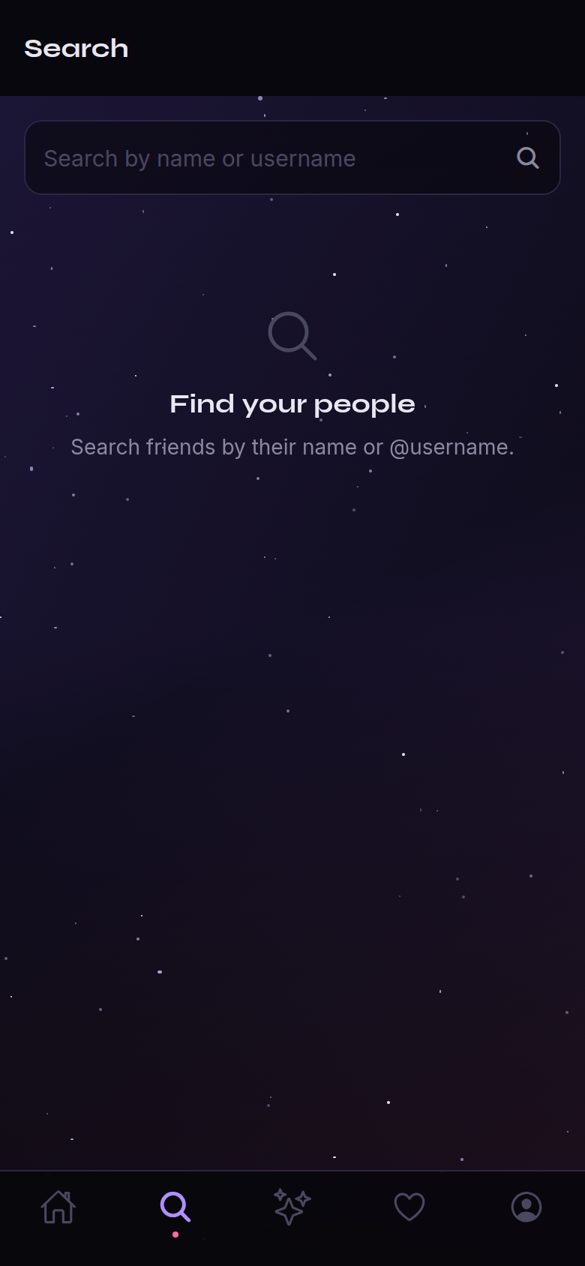 Search
Search by name or username
Find your people
Search friends by their name or @username.